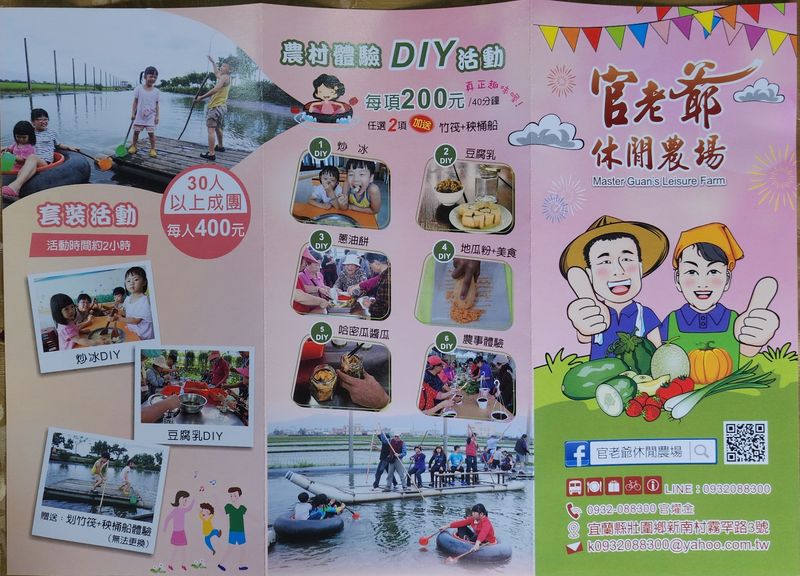 30人
以上成團
每人400元
套裝活動
活動時間約2小時
炒冰DIY
豆腐乳DIY
贈送：划竹筏+秧桶船體驗
（無法更換）
農村體驗 DIY活動
真正趣味喔！
每項200元/40分鐘
任選2項 加送 竹筏+秧桶船
1 DIY 炒冰
2 DIY 豆腐乳
3 DIY 蔥油餅
4 DIY 地瓜粉+美食
5 DIY 哈密瓜醬瓜
6 DIY 農事體驗
官老爺
休閒農場
Master Guan's Leisure Farm
f 官老爺休閒農場
LINE：0932088300
0932-088300 官燿金
宜蘭縣壯圍鄉新南村霧罕路3號
k0932088300@yahoo.com.tw